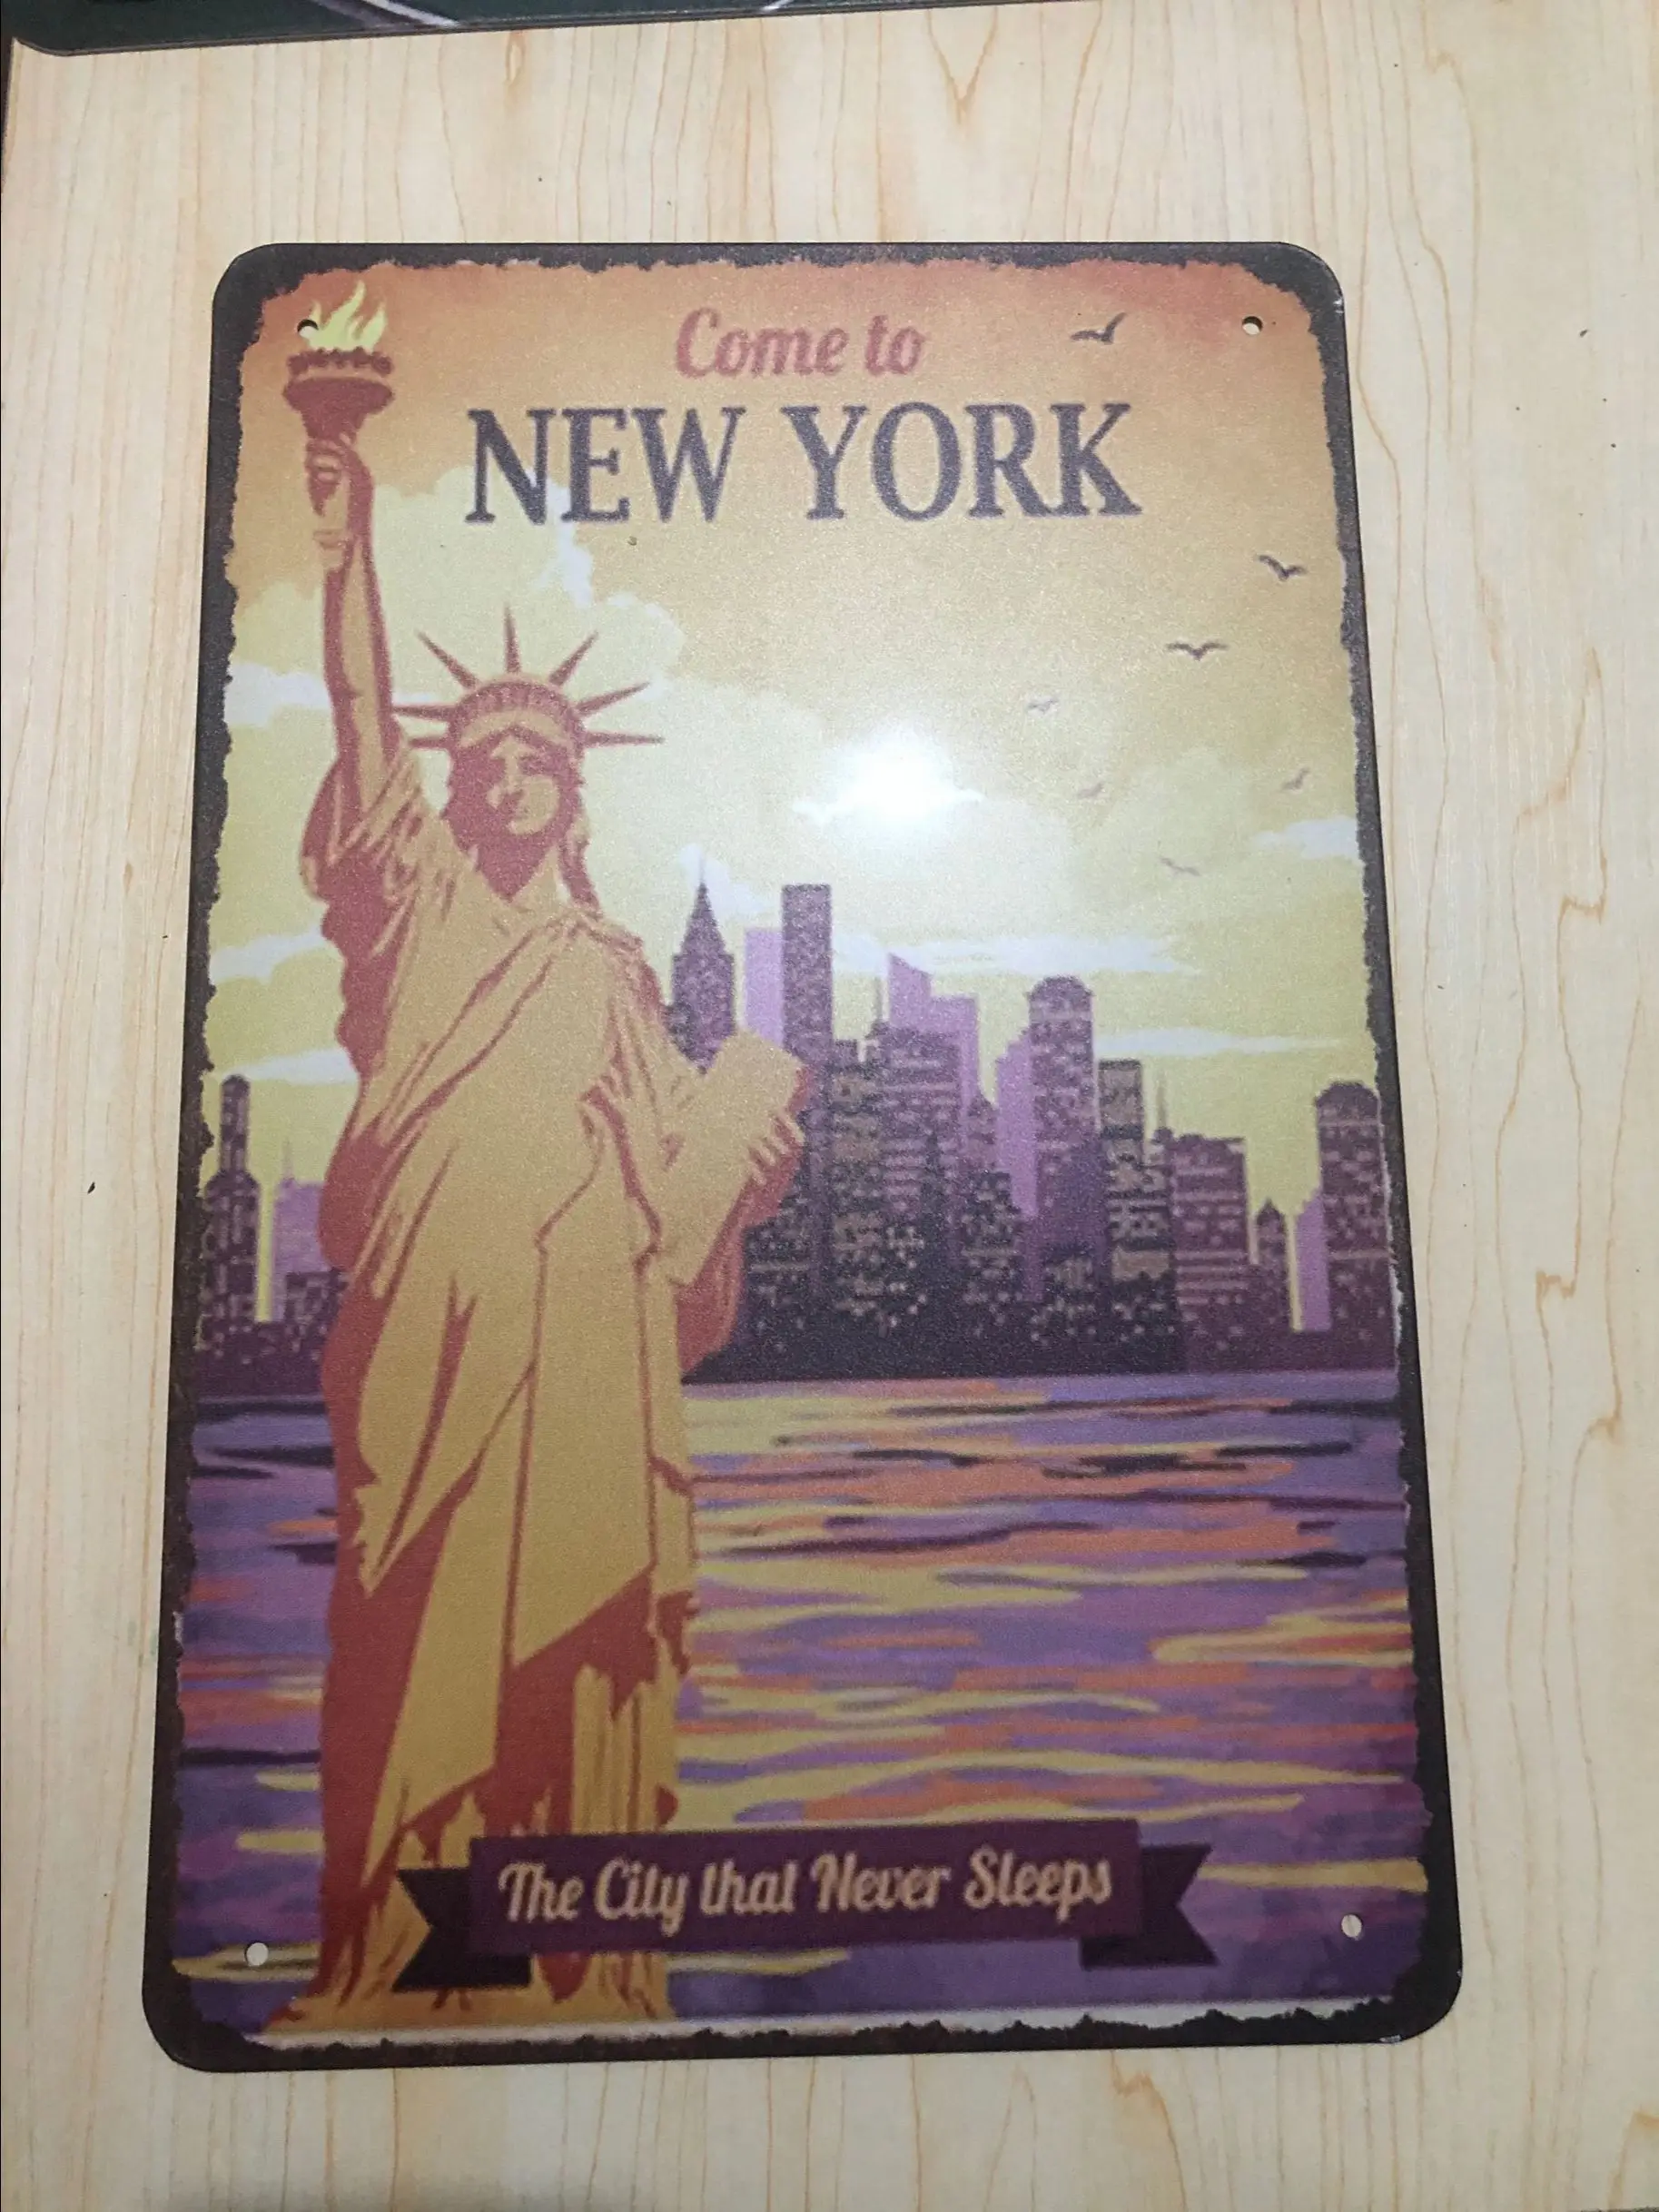 Come to
NEW YORK
The City that Never Sleeps